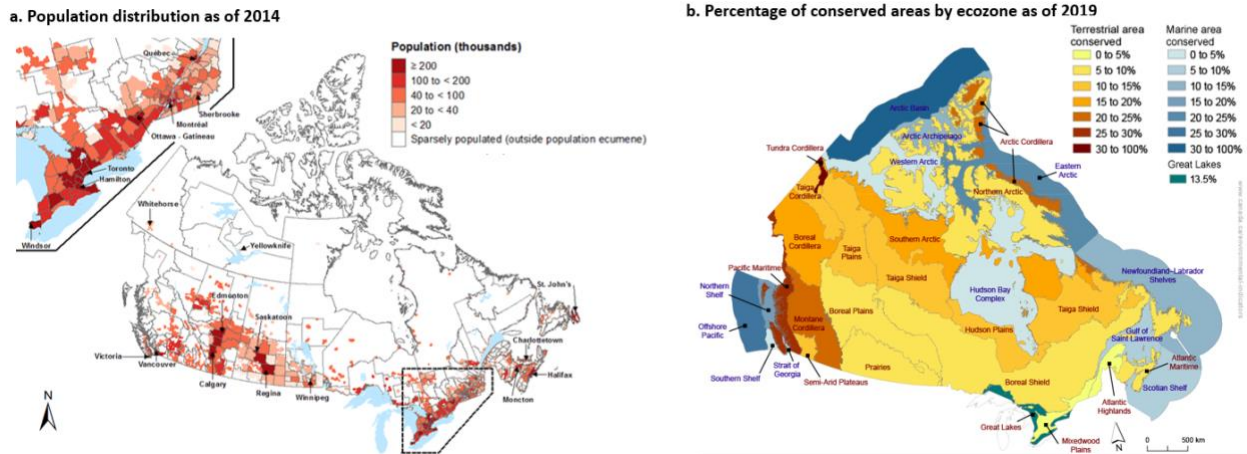 a. Population distribution as of 2014
Population (thousands)
≥ 200
100 to < 200
40 to < 100
20 to < 40
< 20
Sparsely populated (outside population ecumene)
Québec
Sherbrooke
Montréal
Ottawa - Gatineau
Toronto
Hamilton
Windsor
Whitehorse
Yellowknife
Edmonton
Saskatoon
St. John's
Charlottetown
Victoria
Vancouver
Calgary
Regina
Winnipeg
Halifax
Moncton
N
b. Percentage of conserved areas by ecozone as of 2019
Terrestrial area
conserved
0 to 5%
5 to 10%
10 to 15%
15 to 20%
20 to 25%
25 to 30%
30 to 100%
Marine area
conserved
0 to 5%
5 to 10%
10 to 15%
15 to 20%
20 to 25%
25 to 30%
30 to 100%
Great Lakes
13.5%
Arctic Basin
Arctic Archipelago
Arctic Cordillera
Tundra Cordillera
Western Arctic
Eastern
Arctic
Taiga
Cordillera
Northern Arctic
Boreal
Cordillera
Southern Arctic
Taiga
Plains
Pacific Maritime
Taiga Shield
Newfoundland–Labrador
Shelves
Northern
Shelf
Hudson Bay
Complex
Taiga Shield
Offshore
Pacific
Montane
Cordillera
Boreal Plains
Hudson Plains
Gulf of
Saint Lawrence
Southern Shelf
Strait of
Georgia
Prairies
Semi-Arid Plateaus
Boreal Shield
Atlantic
Maritime
Scotian Shelf
Atlantic
Highlands
Great Lakes
Mixedwood
Plains
N
0
500 km